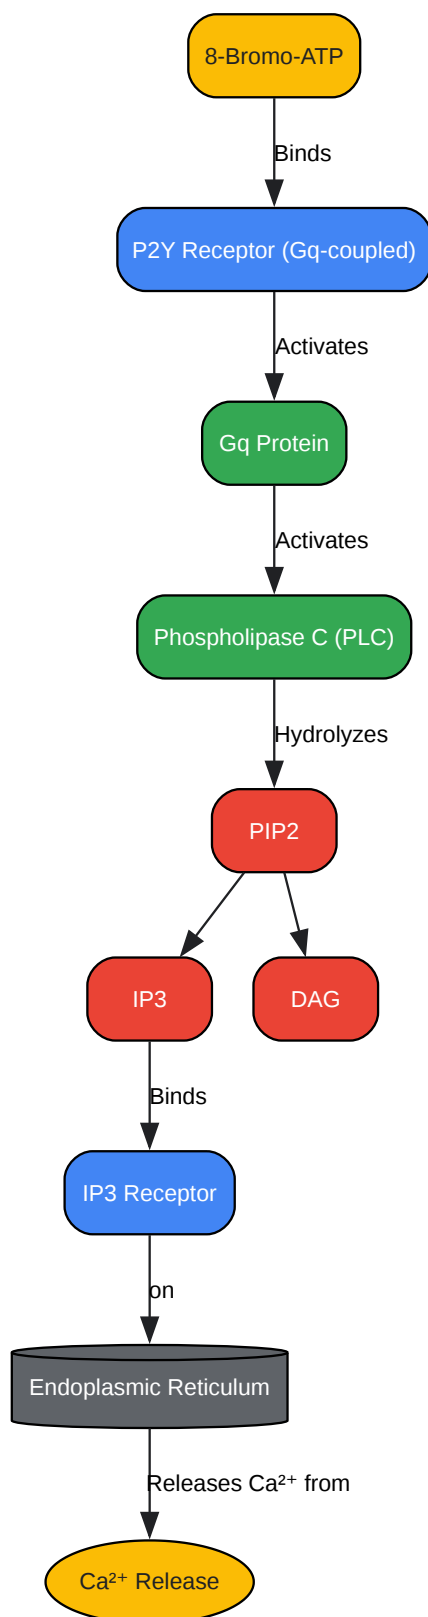 8-Bromo-ATP
Binds
P2Y Receptor (Gq-coupled)
Activates
Gq Protein
Activates
Phospholipase C (PLC)
Hydrolyzes
PIP2
IP3
DAG
Binds
IP3 Receptor
on
Endoplasmic Reticulum
Releases Ca²⁺ from
Ca²⁺ Release